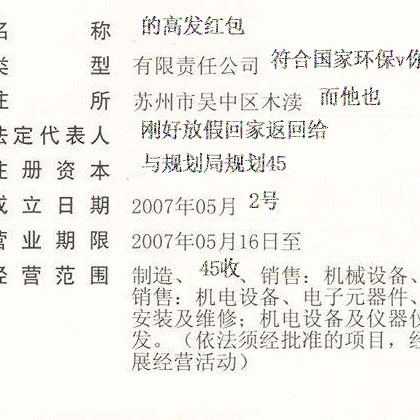 名 称 的高发红包
类 型 有限责任公司 符合国家环保v你
住 所 苏州市吴中区木渎 而他也
法定代表人 刚好放假回家返回给
注册资本 与规划局规划45
成立日期 2007年05月 2号
营业期限 2007年05月16日至
经营范围 制造、 45收 、销售：机械设备、
销售：机电设备、电子元器件、
安装及维修；机电设备及仪器仪
发。（依法须经批准的项目，经
展经营活动）